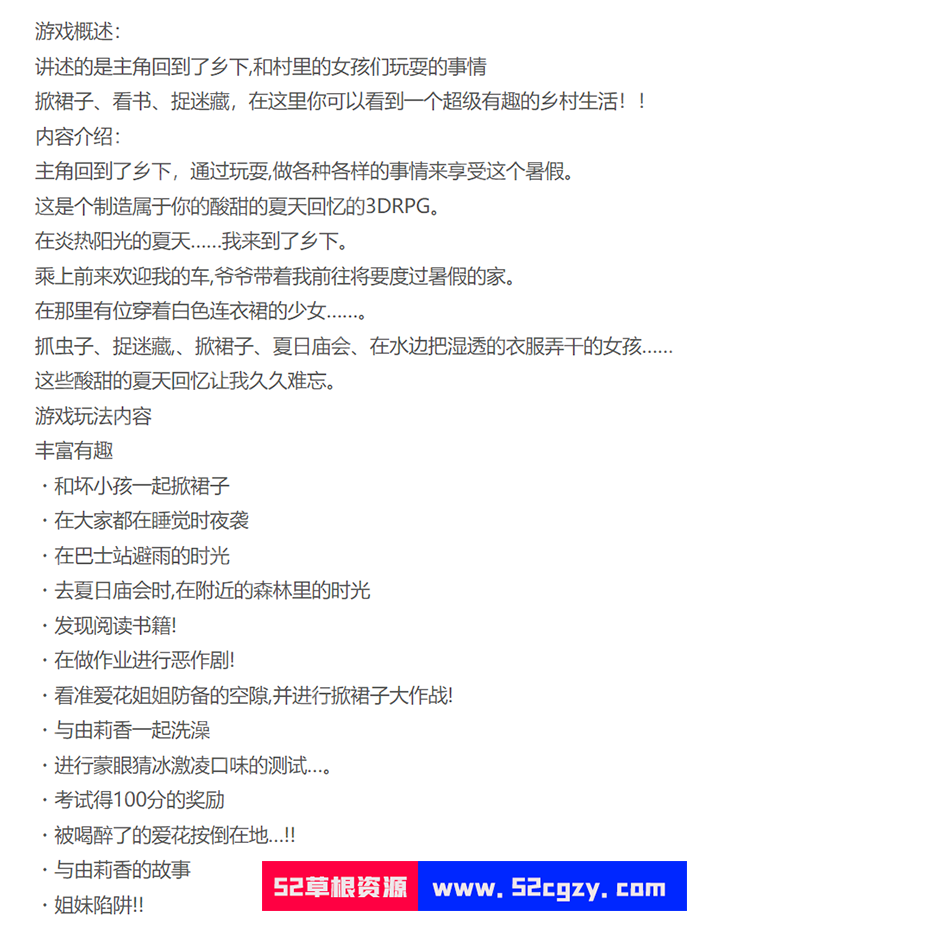 游戏概述：
讲述的是主角回到了乡下,和村里的女孩们玩耍的事情
掀裙子、看书、捉迷藏，在这里你可以看到一个超级有趣的乡村生活！！
内容介绍：
主角回到了乡下，通过玩耍,做各种各样的事情来享受这个暑假。
这是个制造属于你的酸甜的夏天回忆的3DRPG。
在炎热阳光的夏天……我来到了乡下。
乘上前来欢迎我的车,爷爷带着我前往将要度过暑假的家。
在那里有位穿着白色连衣裙的少女……。
抓虫子、捉迷藏,、掀裙子、夏日庙会、在水边把湿透的衣服弄干的女孩……
这些酸甜的夏天回忆让我久久难忘。
游戏玩法内容
丰富有趣
・和坏小孩一起掀裙子
・在大家都在睡觉时夜袭
・在巴士站避雨的时光
・去夏日庙会时,在附近的森林里的时光
・发现阅读书籍!
・在做作业进行恶作剧!
・看准爱花姐姐防备的空隙,并进行掀裙子大作战!
・与由莉香一起洗澡
・进行蒙眼猜冰激凌口味的测试…。
・考试得100分的奖励
・被喝醉了的爱花按倒在地…!!
・与由莉香的故事
・姐妹陷阱!!
52草根资源 www.52cgzy.com